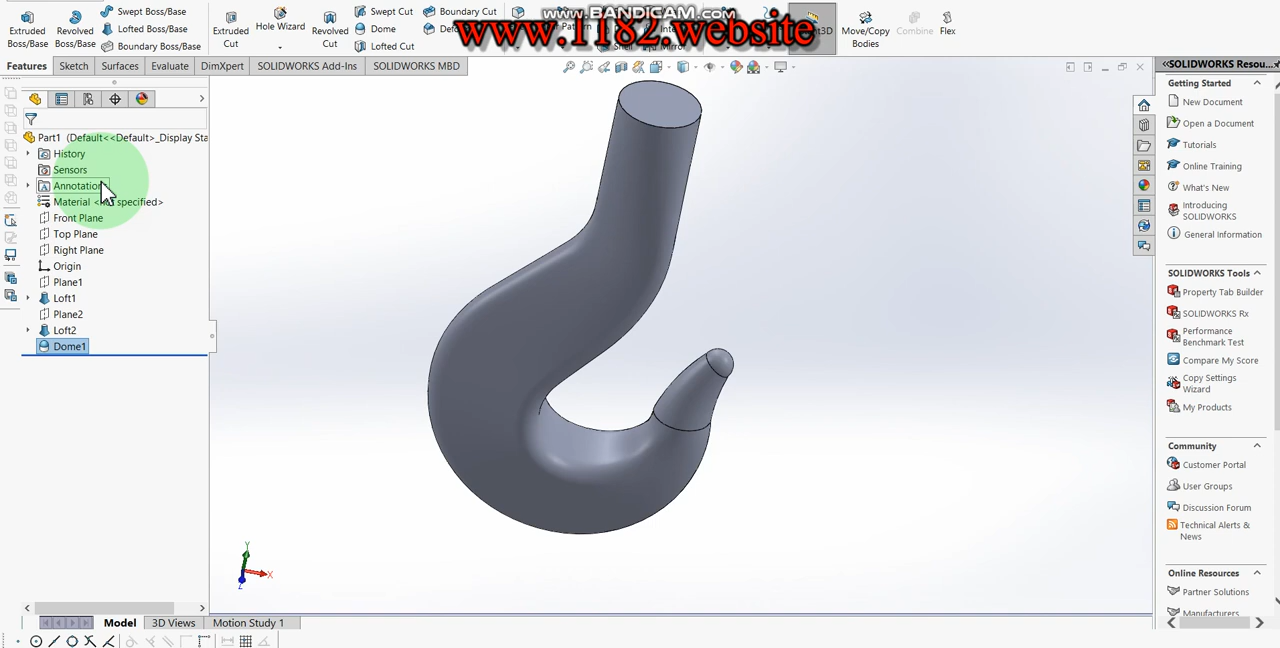 www.BANDICAM.com
www.1182.website
Extruded Boss/Base
Revolved Boss/Base
Swept Boss/Base
Lofted Boss/Base
Boundary Boss/Base
Extruded Cut
Hole Wizard
Revolved Cut
Swept Cut
Dome
Lofted Cut
Boundary Cut
Move/Copy Bodies
Combine
Flex
Features Sketch Surfaces Evaluate DimXpert SOLIDWORKS Add-Ins SOLIDWORKS MBD
Part1 (Default<<Default>_Display Sta
History
Sensors
Annotation
Material <
specified>
Front Plane
Top Plane
Right Plane
Origin
Plane1
Loft1
Plane2
Loft2
Dome1
Y
X
Z
Model 3D Views Motion Study 1
SOLIDWORKS Resou...
Getting Started
New Document
Open a Document
Tutorials
Online Training
What's New
Introducing
SOLIDWORKS
General Information
SOLIDWORKS Tools
Property Tab Builder
SOLIDWORKS Rx
Performance
Benchmark Test
Compare My Score
Copy Settings
Wizard
My Products
Community
Customer Portal
User Groups
Discussion Forum
Technical Alerts &
News
Online Resources
Partner Solutions
Manufacturers